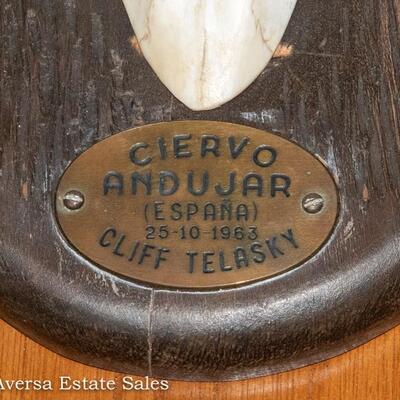 CIERVO
ANDUJAR
(ESPAÑA)
25-10-1963
CLIFF TELASKY
Aversa Estate Sales